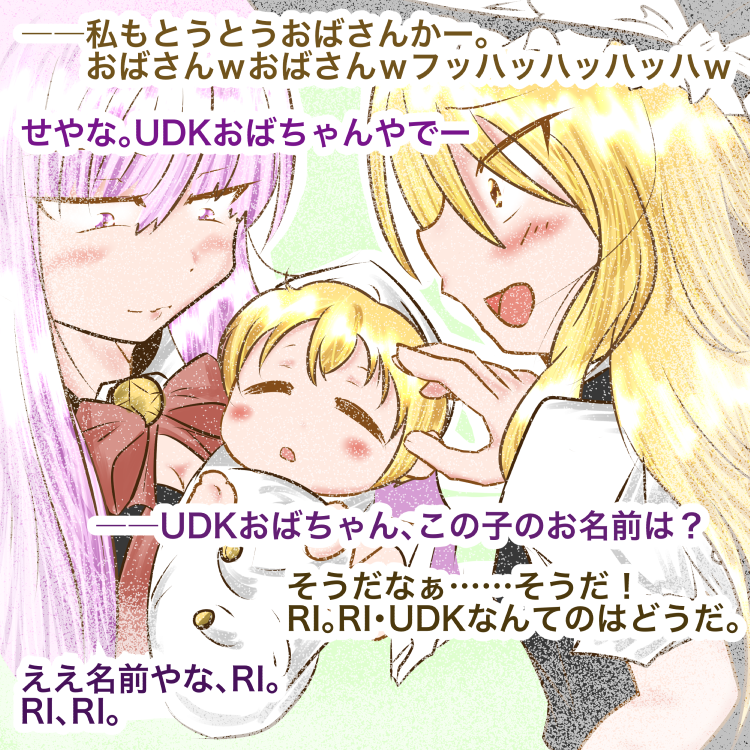 ――私もとうとうおばさんかー。
おばさんｗおばさんｗフッハッハッハッハｗ
せやな。UDKおばちゃんやでー
――UDKおばちゃん、この子のお名前は？
そうだなぁ……そうだ！
RI。RI・UDKなんてのはどうだ。
ええ名前やな、RI。
RI、RI。